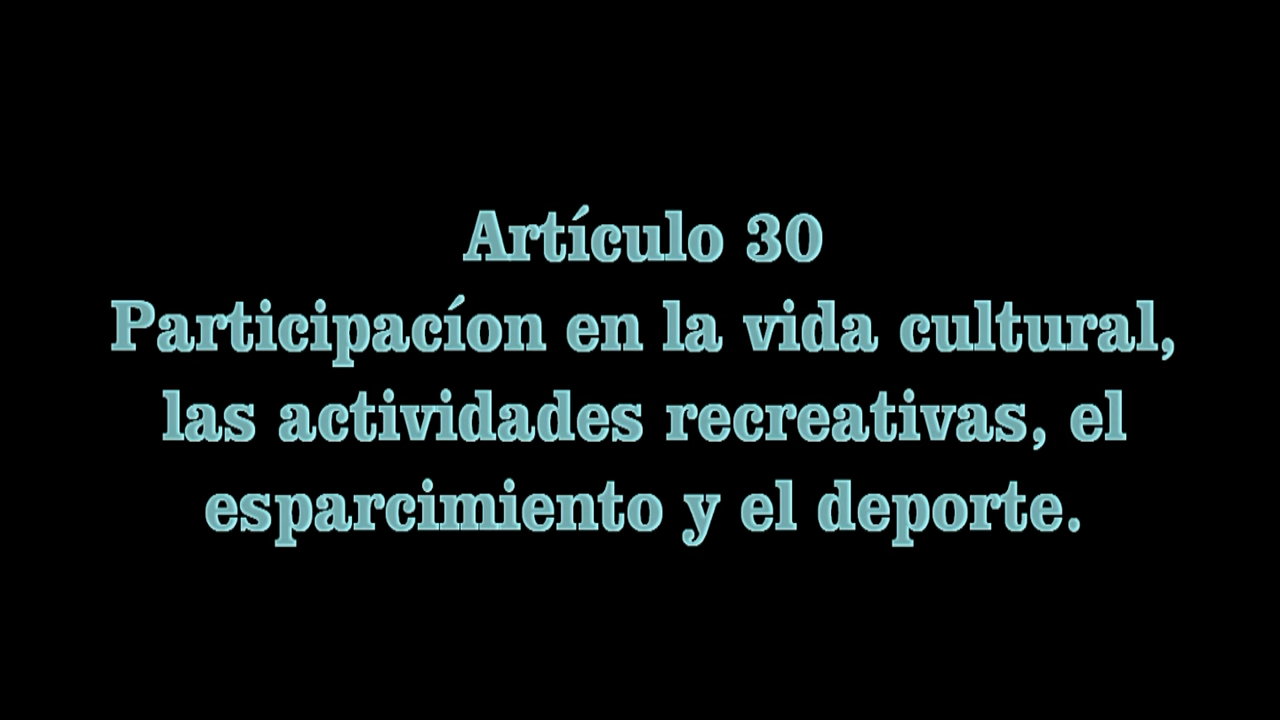 Artículo 30
Participacíon en la vida cultural,
las actividades recreativas, el
esparcimiento y el deporte.